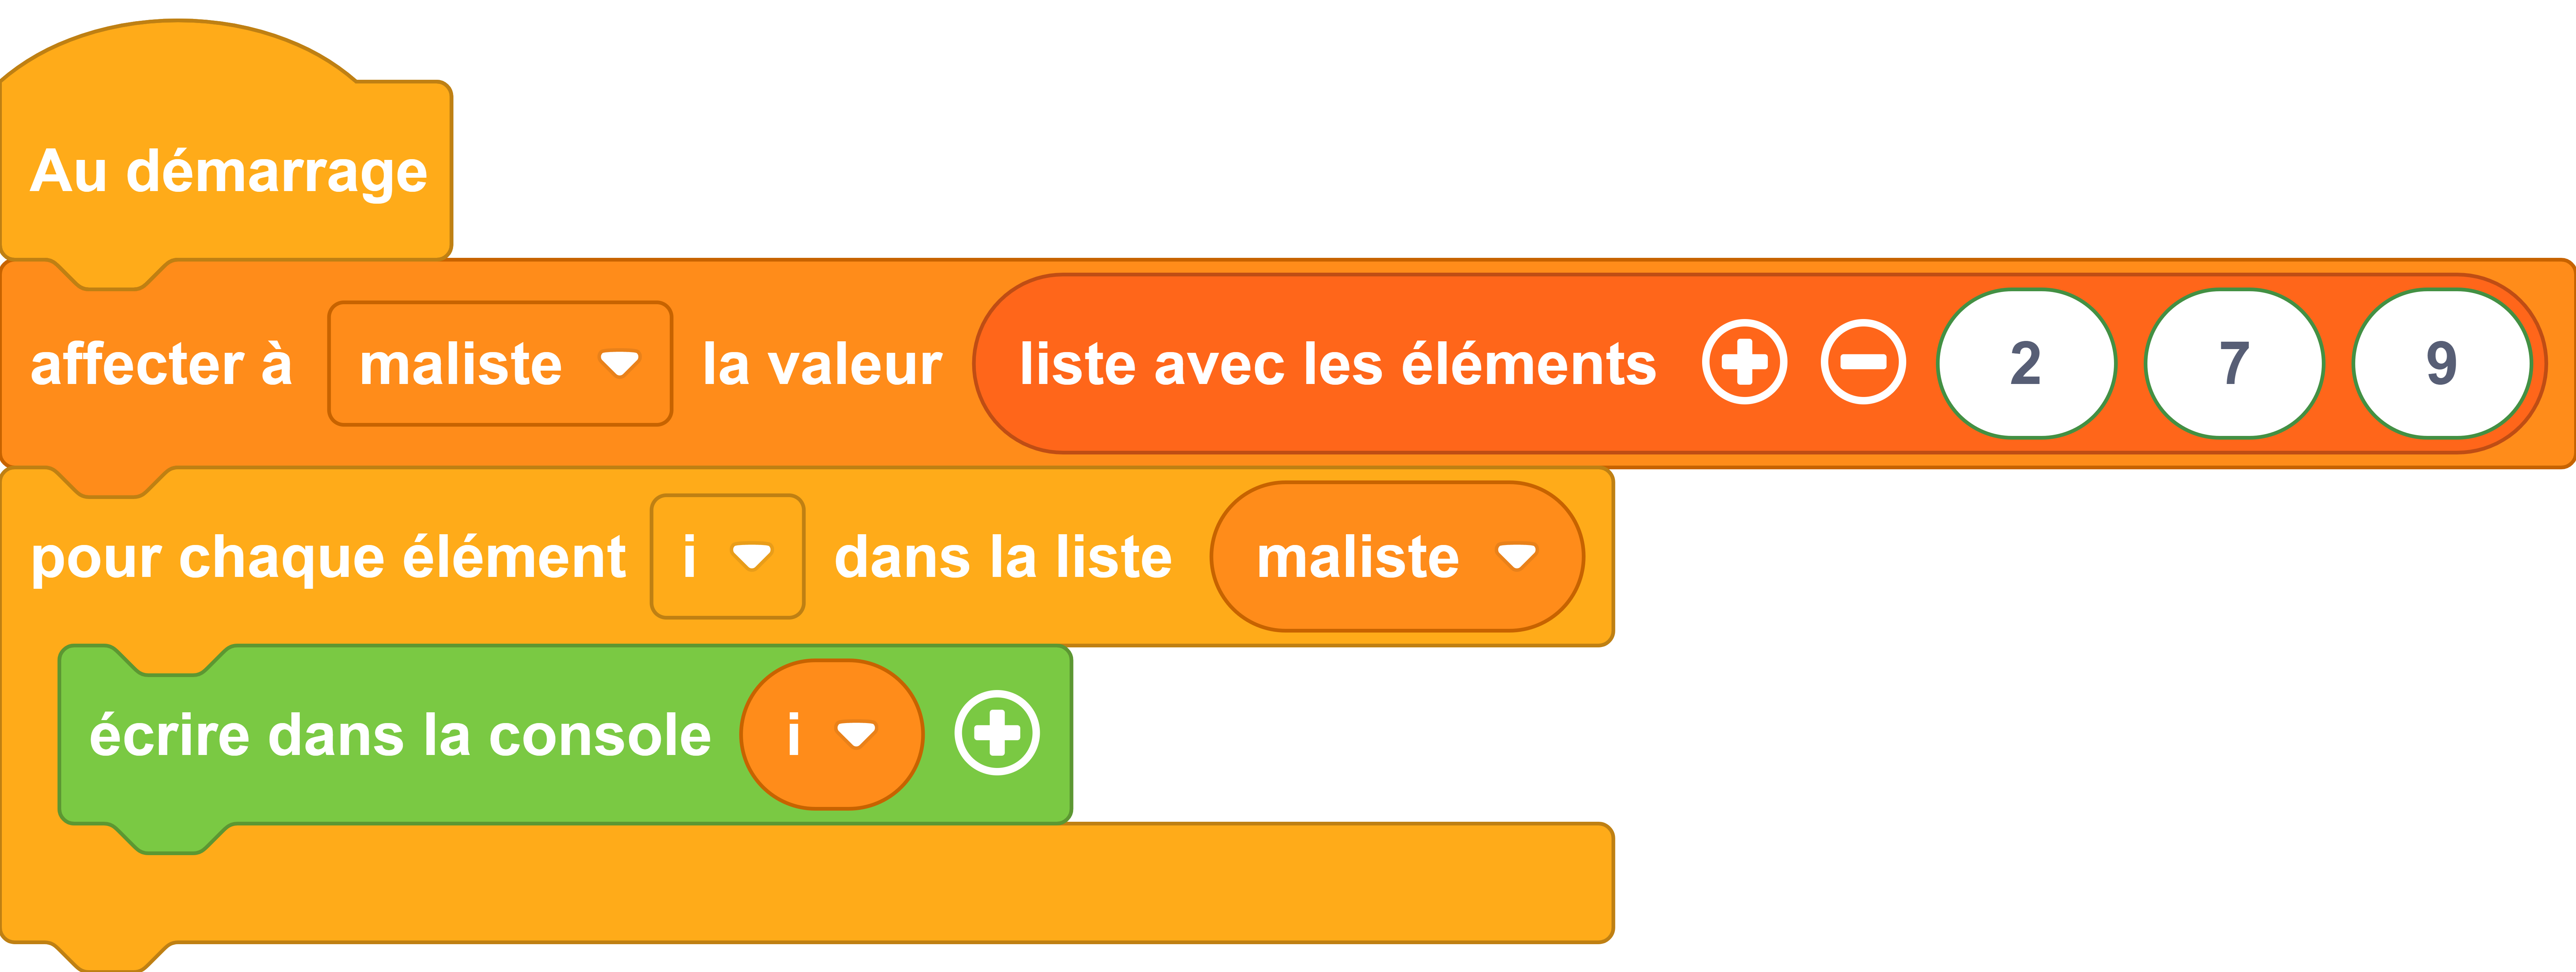 Au démarrage
affecter à maliste la valeur liste avec les éléments 2 7 9
pour chaque élément i dans la liste maliste
écrire dans la console i